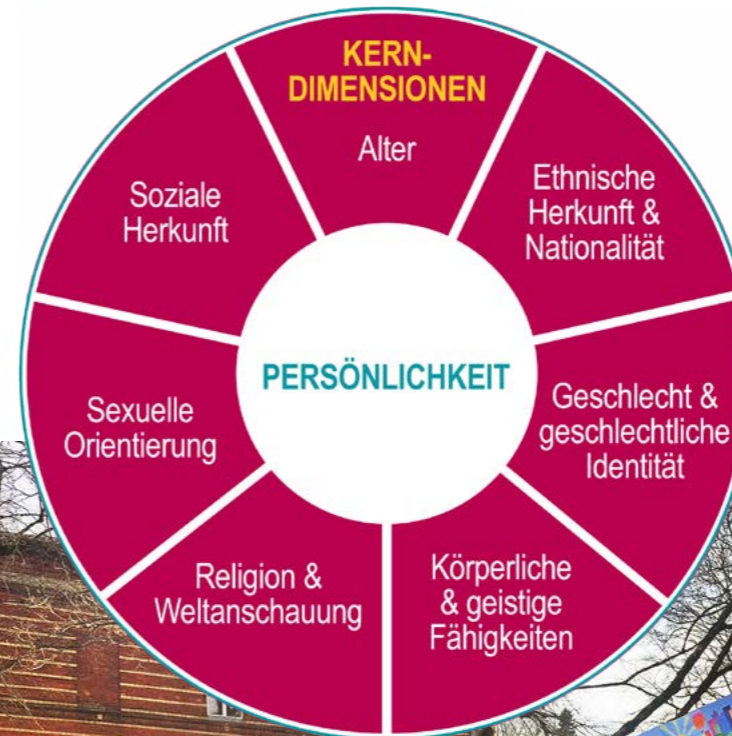 KERN-
DIMENSIONEN
Alter
Ethnische
Herkunft &
Nationalität
Geschlecht &
geschlechtliche
Identität
Körperliche
& geistige
Fähigkeiten
Religion &
Weltanschauung
Sexuelle
Orientierung
Soziale
Herkunft
PERSÖNLICHKEIT